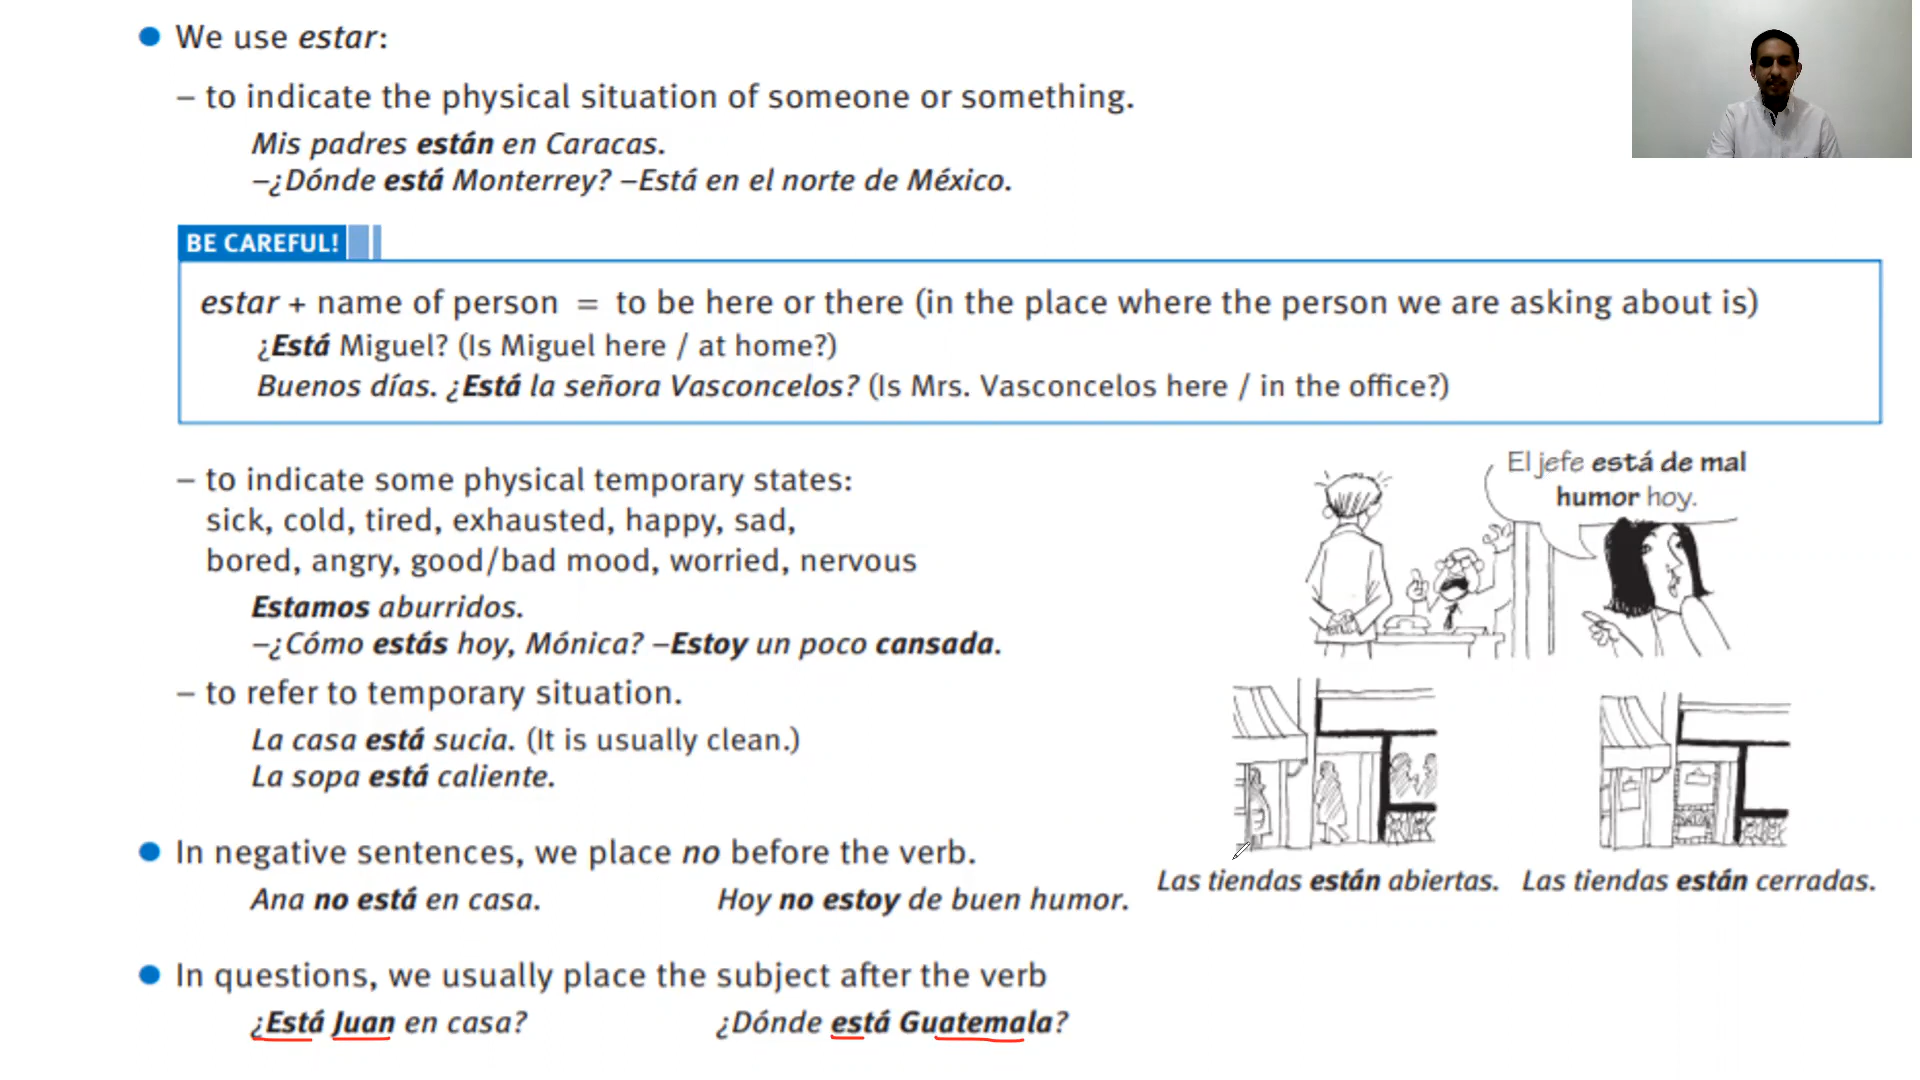 We use estar:
– to indicate the physical situation of someone or something.
Mis padres están en Caracas.
–¿Dónde está Monterrey? –Está en el norte de México.
BE CAREFUL!
estar + name of person = to be here or there (in the place where the person we are asking about is)
¿Está Miguel? (Is Miguel here / at home?)
Buenos días. ¿Está la señora Vasconcelos? (Is Mrs. Vasconcelos here / in the office?)
– to indicate some physical temporary states:
sick, cold, tired, exhausted, happy, sad,
bored, angry, good/bad mood, worried, nervous
Estamos aburridos.
–¿Cómo estás hoy, Mónica? –Estoy un poco cansada.
El jefe está de mal
humor hoy.
– to refer to temporary situation.
La casa está sucia. (It is usually clean.)
La sopa está caliente.
Las tiendas están abiertas.
Las tiendas están cerradas.
In negative sentences, we place no before the verb.
Ana no está en casa.
Hoy no estoy de buen humor.
In questions, we usually place the subject after the verb
¿Está Juan en casa?
¿Dónde está Guatemala?